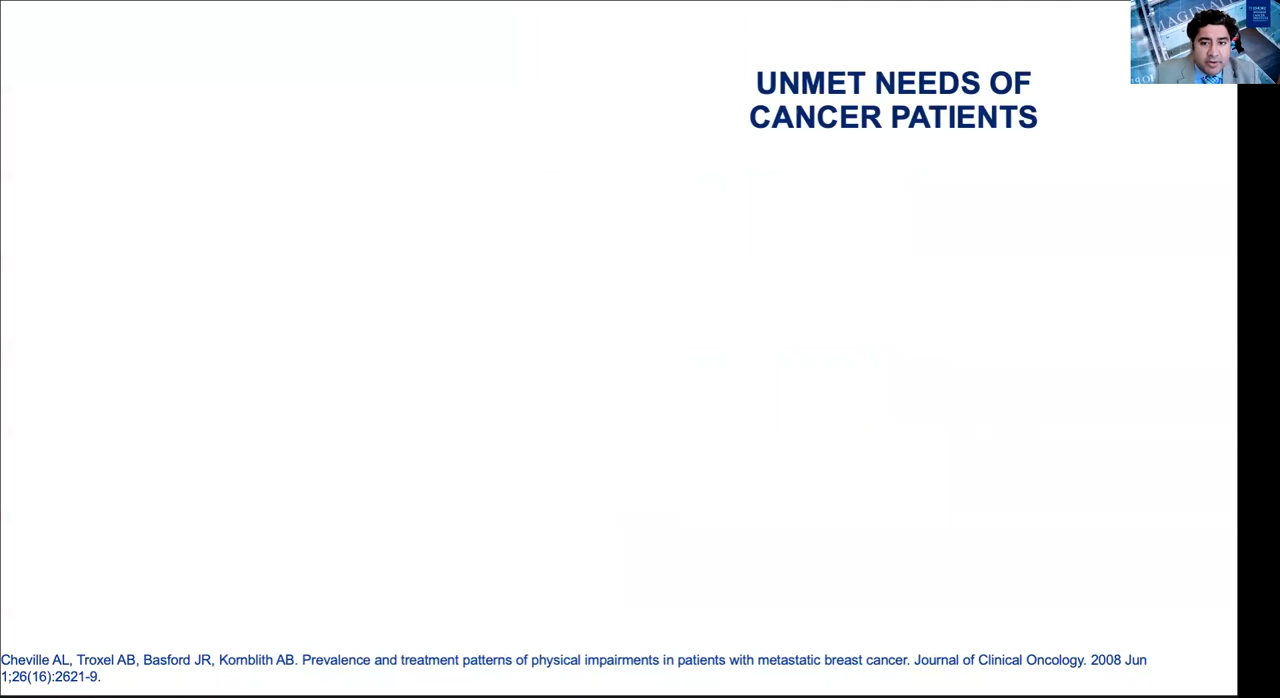 MAGINA
UNMET NEEDS OF
CANCER PATIENTS
Cheville AL, Troxel AB, Basford JR, Kornblith AB. Prevalence and treatment patterns of physical impairments in patients with metastatic breast cancer. Journal of Clinical Oncology. 2008 Jun
1;26(16):2621-9.